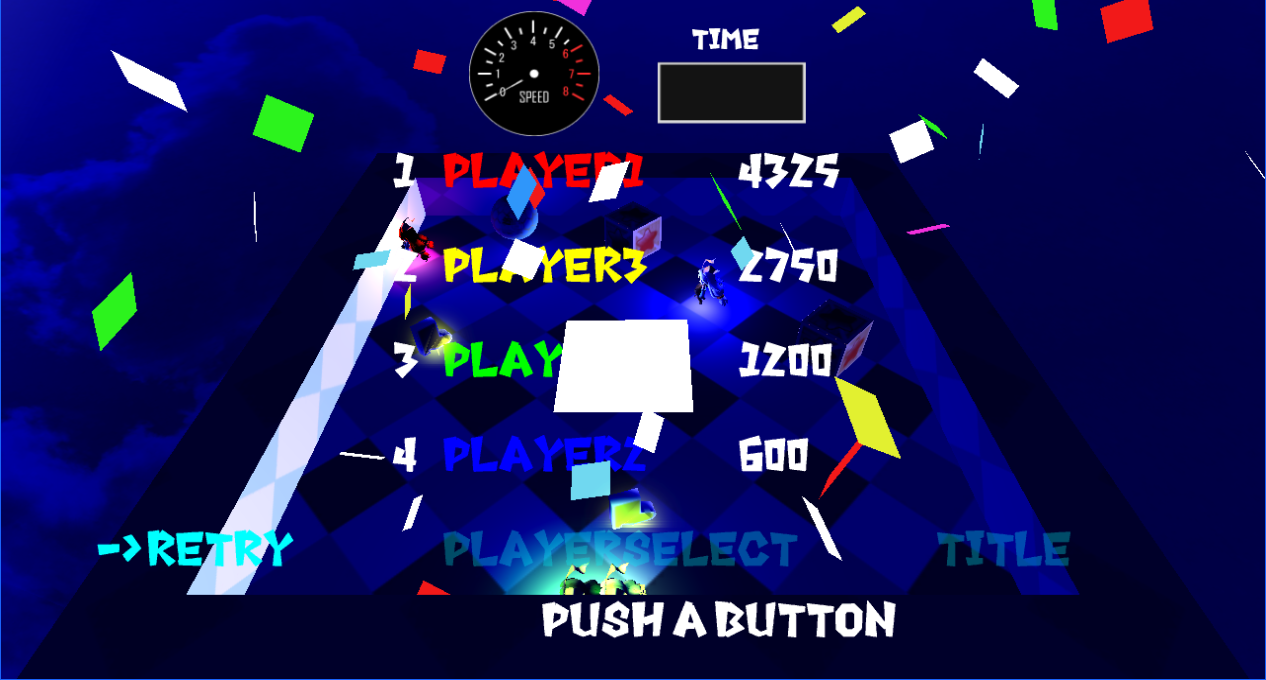 0 1 2 3 4 5 6 7 8
SPEED
TIME
1 PLAYER1 4325
2 PLAYER3 2750
3 1200
4 PLAYER2 600
->RETRY PLAYERSELECT TITLE
PUSH A BUTTON